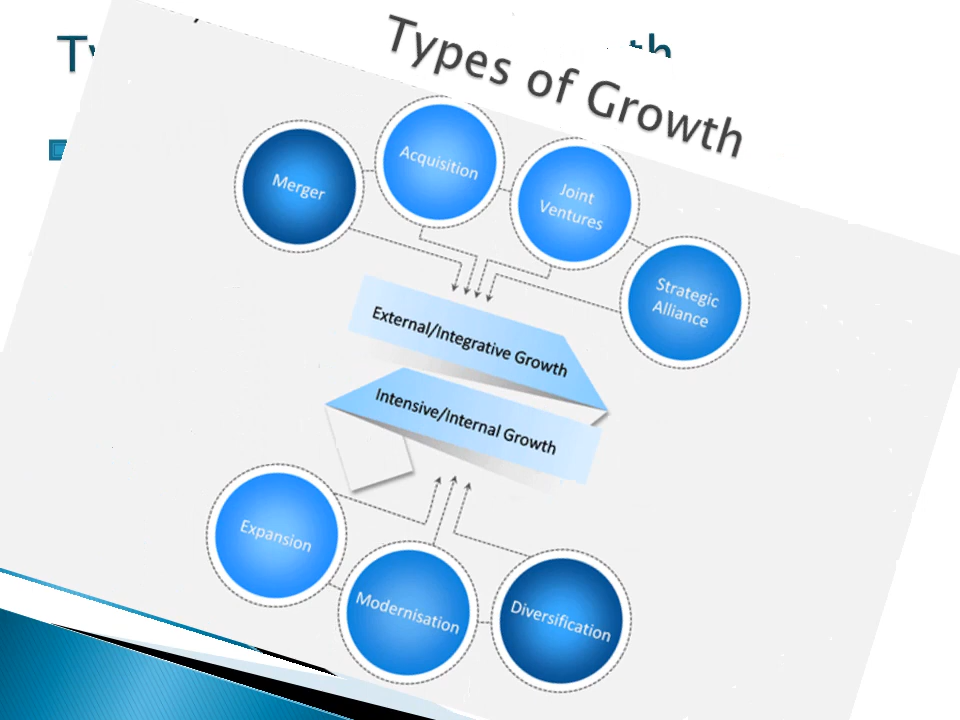 Types of Growth
Merger
Acquisition
Joint
Ventures
Strategic
Alliance
External/Integrative Growth
Intensive/Internal Growth
Expansion
Modernisation
Diversification